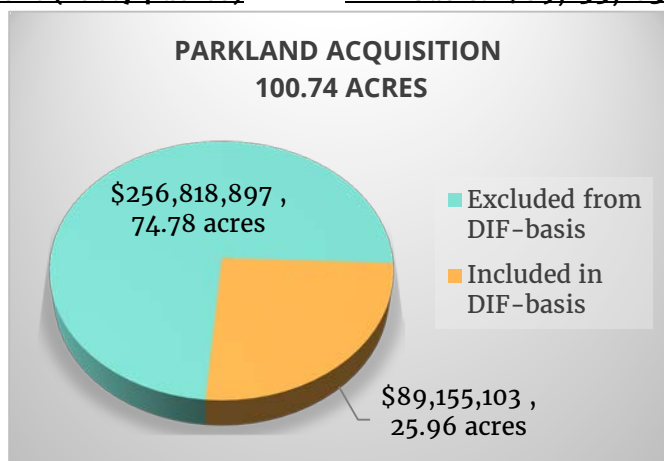 PARKLAND ACQUISITION
100.74 ACRES
$256,818,897 ,
74.78 acres
Excluded from
DIF-basis
Included in
DIF-basis
$89,155,103 ,
25.96 acres